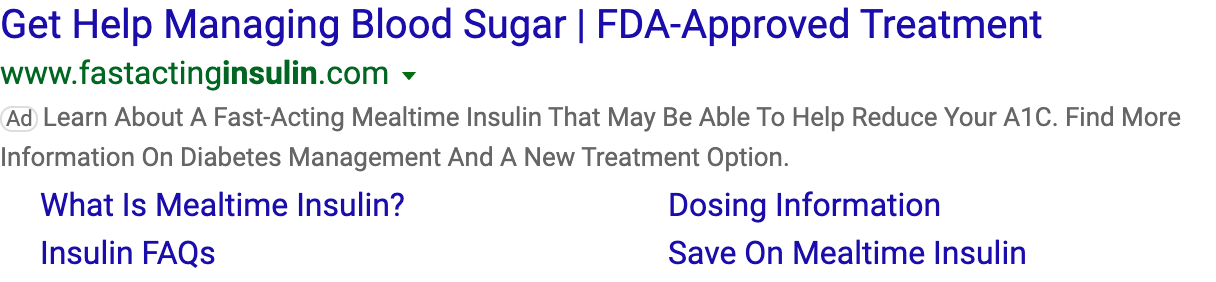 Get Help Managing Blood Sugar | FDA-Approved Treatment
www.fastactinginsulin.com
Ad Learn About A Fast-Acting Mealtime Insulin That May Be Able To Help Reduce Your A1C. Find More
Information On Diabetes Management And A New Treatment Option.
What Is Mealtime Insulin? Dosing Information
Insulin FAQs Save On Mealtime Insulin